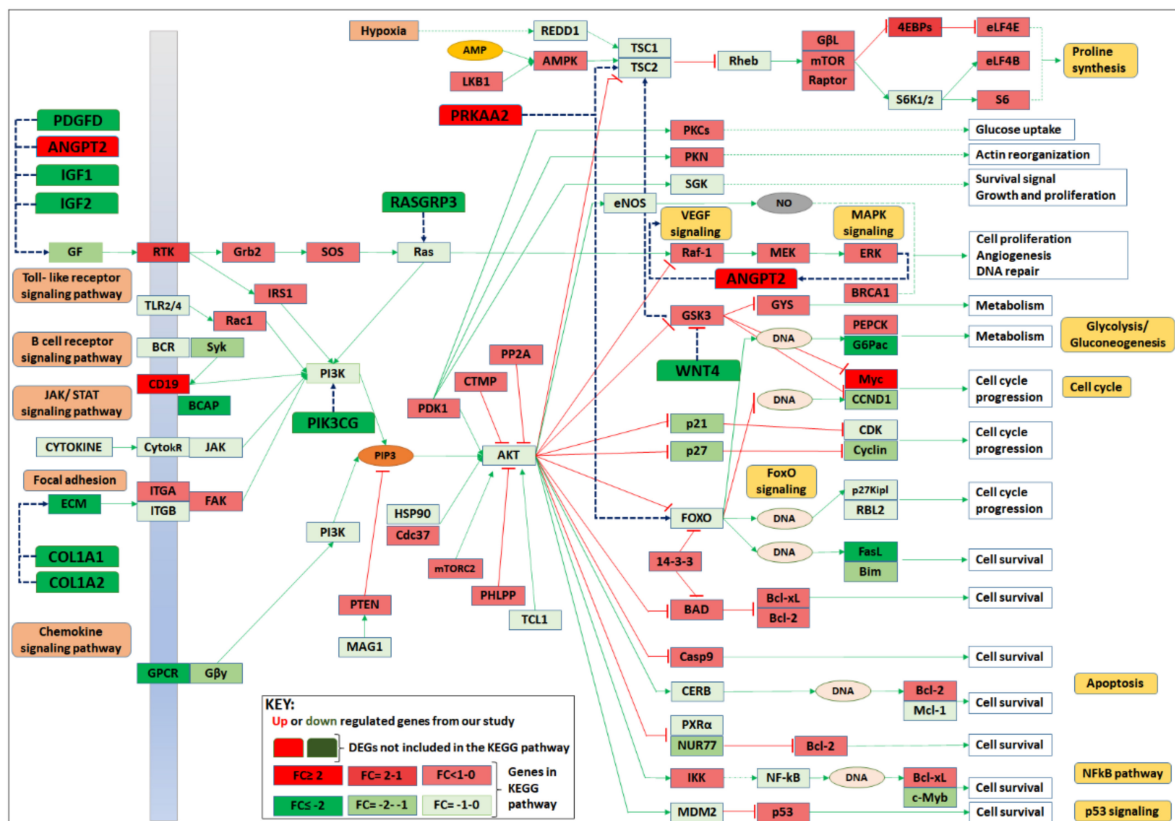 Hypoxia
REDD1
AMP
AMPK
LKB1
TSC1
TSC2
Rheb
GβL
mTOR
Raptor
4EBPs
eLF4E
eLF4B
S6K1/2
S6
Proline
synthesis
PRKAA2
PDGFD
ANGPT2
IGF1
IGF2
PKCs
Glucose uptake
PKN
Actin reorganization
SGK
Survival signal
Growth and proliferation
RASGRP3
eNOS
NO
VEGF
signaling
MAPK
signaling
GF
RTK
Grb2
SOS
Ras
Raf-1
MEK
ERK
Cell proliferation
Angiogenesis
DNA repair
ANGPT2
BRCA1
Toll- like receptor
signaling pathway
IRS1
TLR2/4
Rac1
GSK3
GYS
Metabolism
B cell receptor
signaling pathway
BCR
Syk
PEPCK
G6Pac
DNA
Metabolism
Glycolysis/
Gluconeogenesis
CD19
BCAP
PI3K
PP2A
CTMP
WNT4
Myc
CCND1
DNA
Cell cycle
progression
Cell cycle
JAK/ STAT
signaling pathway
PIK3CG
PDK1
p21
CDK
Cell cycle
progression
CYTOKINE
CytokR
JAK
PIP3
AKT
p27
Cyclin
Focal adhesion
ECM
ITGA
ITGB
FAK
FoxO
signaling
p27Kipl
RBL2
Cell cycle
progression
PI3K
HSP90
Cdc37
FOXO
DNA
DNA
FasL
Bim
Cell survival
COL1A1
COL1A2
mTORC2
14-3-3
PTEN
PHLPP
TCL1
BAD
Bcl-xL
Bcl-2
Cell survival
Chemokine
signaling pathway
MAG1
GPCR
Gβy
Casp9
Cell survival
CERB
DNA
Bcl-2
Mcl-1
Cell survival
Apoptosis
PXRα
NUR77
Bcl-2
Cell survival
IKK
NF-kB
DNA
Bcl-xL
c-Myb
Cell survival
NFkB pathway
MDM2
p53
Cell survival
p53 signaling
KEY:
Up or down regulated genes from our study
DEGs not included in the KEGG pathway
FC≥ 2
FC= 2-1
FC<1-0
FC≤ -2
FC= -2- -1
FC= -1-0
Genes in
KEGG
pathway